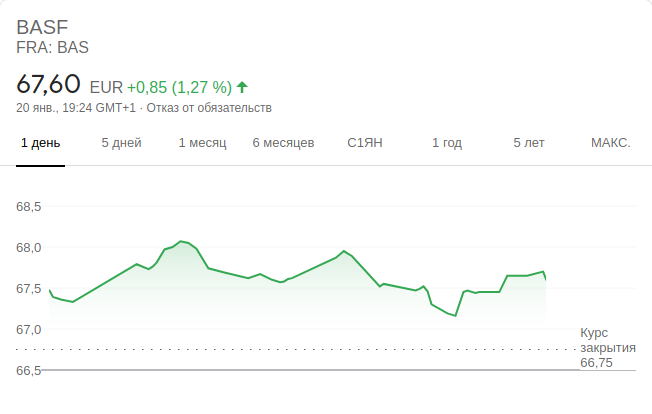 BASF
FRA: BAS
67,60 EUR +0,85 (1,27 %)
20 янв., 19:24 GMT+1 · Отказ от обязательств
1 день 5 дней 1 месяц 6 месяцев С1ЯН 1 год 5 лет МАКС.
68,5
68,0
67,5
67,0
Курс
закрытия
66,75
66,5